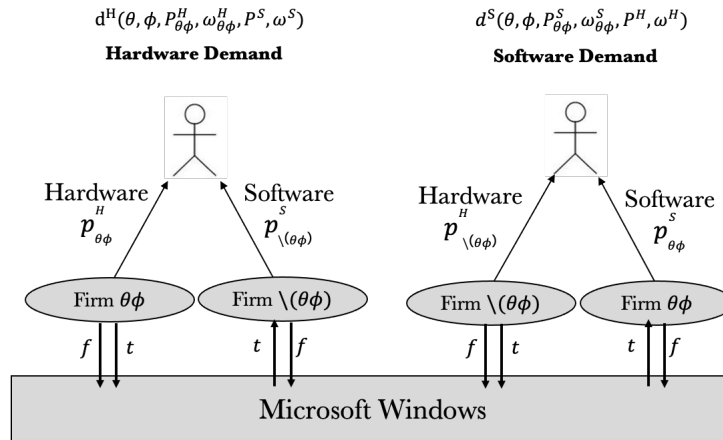 d^H(θ, ϕ, P^H_θϕ, ω^H_θϕ, P^S, ω^S)
Hardware Demand
Hardware
p^H_θϕ
Software
p^S_\(θϕ)
Firm θϕ
Firm \(θϕ)
f t
t f
d^S(θ, ϕ, P^S_θϕ, ω^S_θϕ, P^H, ω^H)
Software Demand
Hardware
p^H_\(θϕ)
Software
p^S_θϕ
Firm \(θϕ)
Firm θϕ
f t
t f
Microsoft Windows